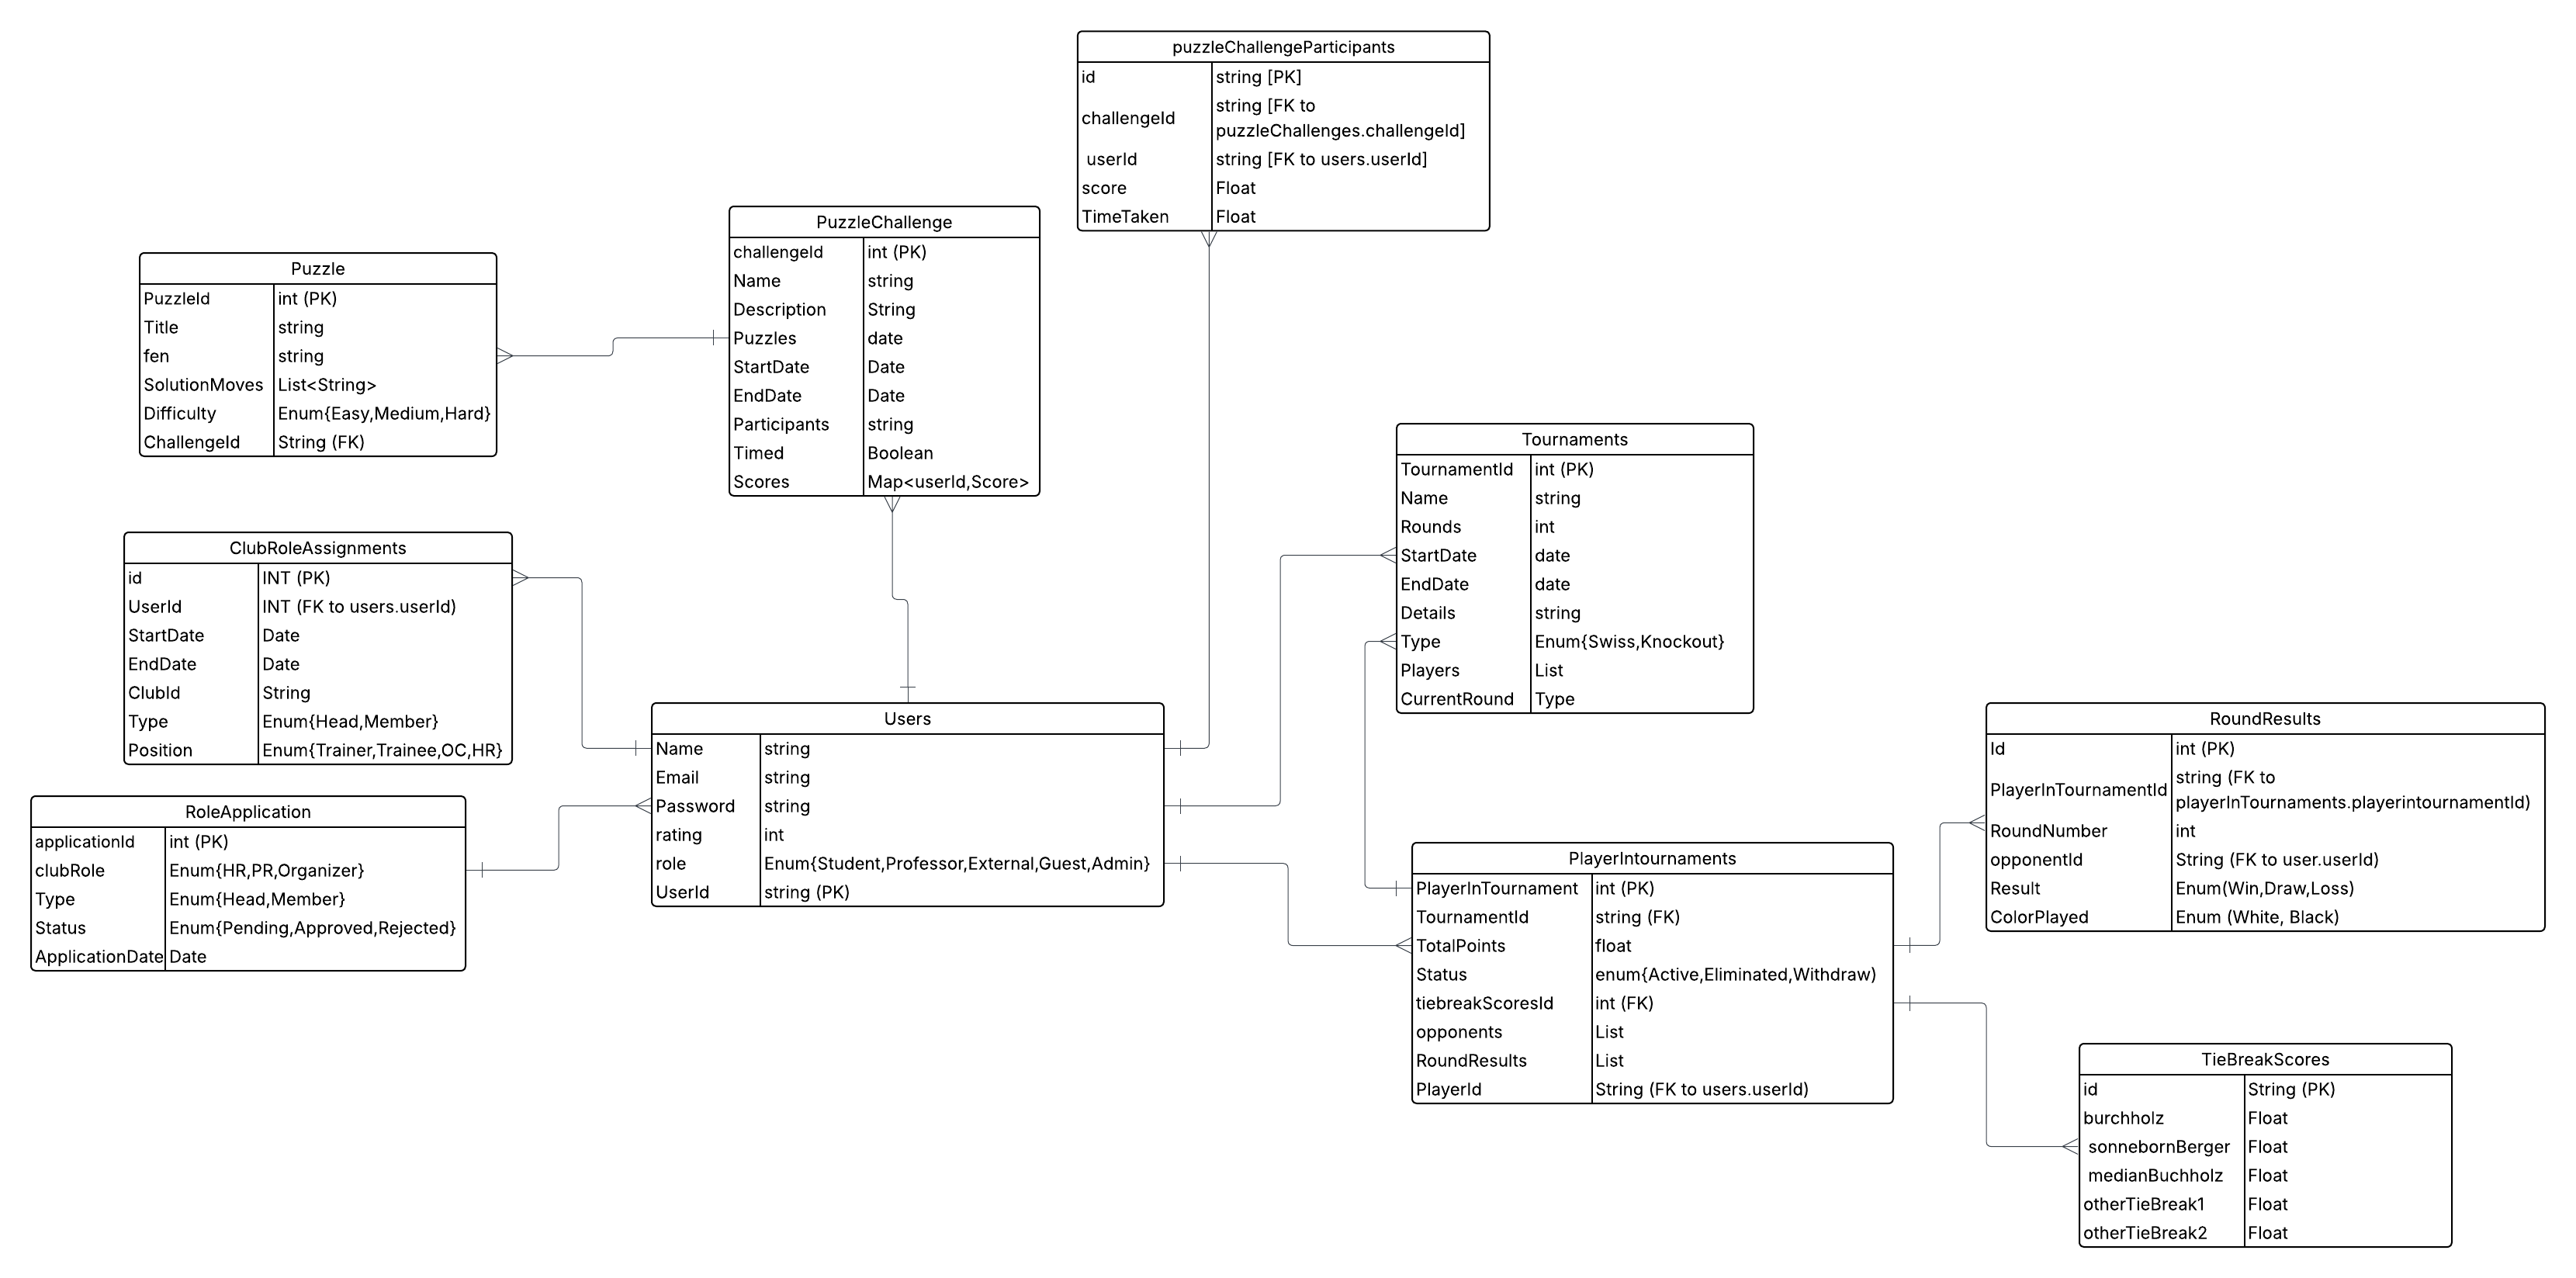 puzzleChallengeParticipants
id string [PK]
challengeId string [FK to
puzzleChallenges.challengeId]
userId string [FK to users.userId]
score Float
TimeTaken Float
PuzzleChallenge
challengeId int (PK)
Name string
Description String
Puzzles date
StartDate Date
EndDate Date
Participants string
Timed Boolean
Scores Map<userId,Score>
Puzzle
PuzzleId int (PK)
Title string
fen string
SolutionMoves List<String>
Difficulty Enum{Easy,Medium,Hard}
ChallengeId String (FK)
Tournaments
TournamentId int (PK)
Name string
Rounds int
StartDate date
EndDate date
Details string
Type Enum{Swiss,Knockout}
Players List
CurrentRound Type
ClubRoleAssignments
id INT (PK)
UserId INT (FK to users.userId)
StartDate Date
EndDate Date
ClubId String
Type Enum{Head,Member}
Position Enum{Trainer,Trainee,OC,HR}
Users
Name string
Email string
Password string
rating int
role Enum{Student,Professor,External,Guest,Admin}
UserId string (PK)
RoundResults
Id int (PK)
PlayerInTournamentId string (FK to
playerInTournaments.playerintournamentId)
RoundNumber int
opponentId String (FK to user.userId)
Result Enum(Win,Draw,Loss)
ColorPlayed Enum (White, Black)
RoleApplication
applicationId int (PK)
clubRole Enum{HR,PR,Organizer}
Type Enum{Head,Member}
Status Enum{Pending,Approved,Rejected}
ApplicationDate Date
PlayerIntournaments
PlayerInTournament int (PK)
TournamentId string (FK)
TotalPoints float
Status enum{Active,Eliminated,Withdraw)
tiebreakScoresId int (FK)
opponents List
RoundResults List
PlayerId String (FK to users.userId)
TieBreakScores
id String (PK)
burchholz Float
sonnebornBerger Float
medianBuchholz Float
otherTieBreak1 Float
otherTieBreak2 Float